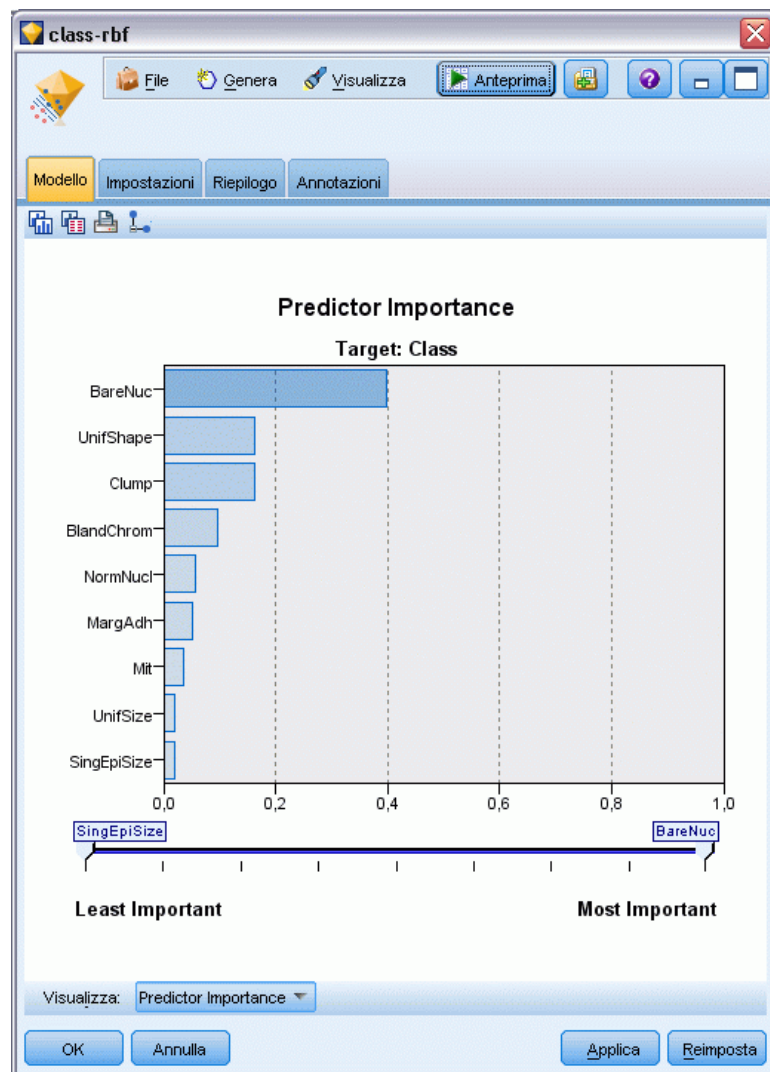 class-rbf
File Genera Visualizza Anteprima
Modello Impostazioni Riepilogo Annotazioni
Predictor Importance
Target: Class
BareNuc
UnifShape
Clump
BlandChrom
NormNucl
MargAdh
Mit
UnifSize
SingEpiSize
0,0 0,2 0,4 0,6 0,8 1,0
SingEpiSize BareNuc
Least Important Most Important
Visualizza: Predictor Importance
OK Annulla Applica Reimposta